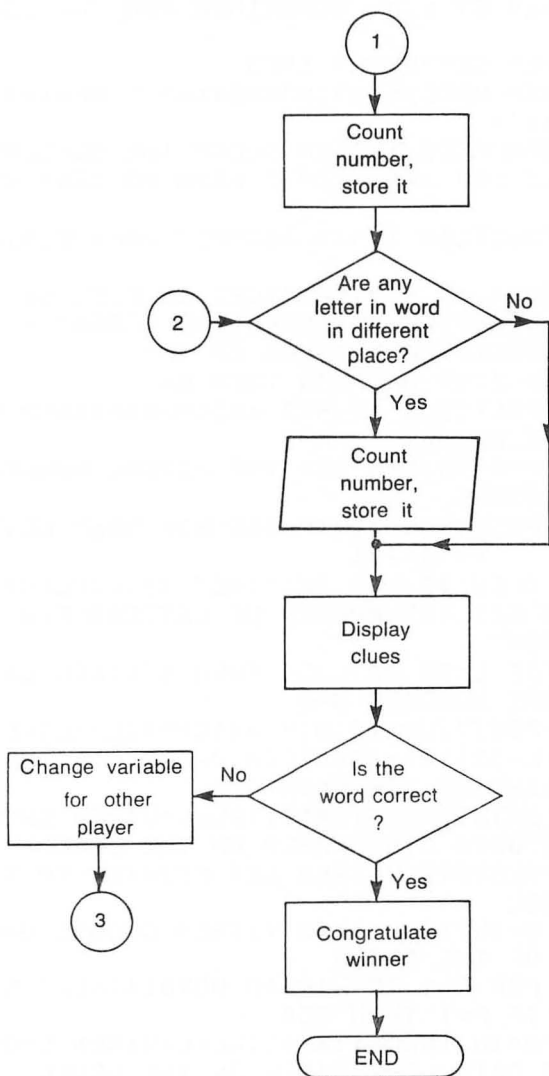 1
Count
number,
store it
Are any
letter in word
in different
place?
No
2
Yes
Count
number,
store it
Display
clues
Is the
word correct
?
No
Change variable
for other
player
3
Yes
Congratulate
winner
END